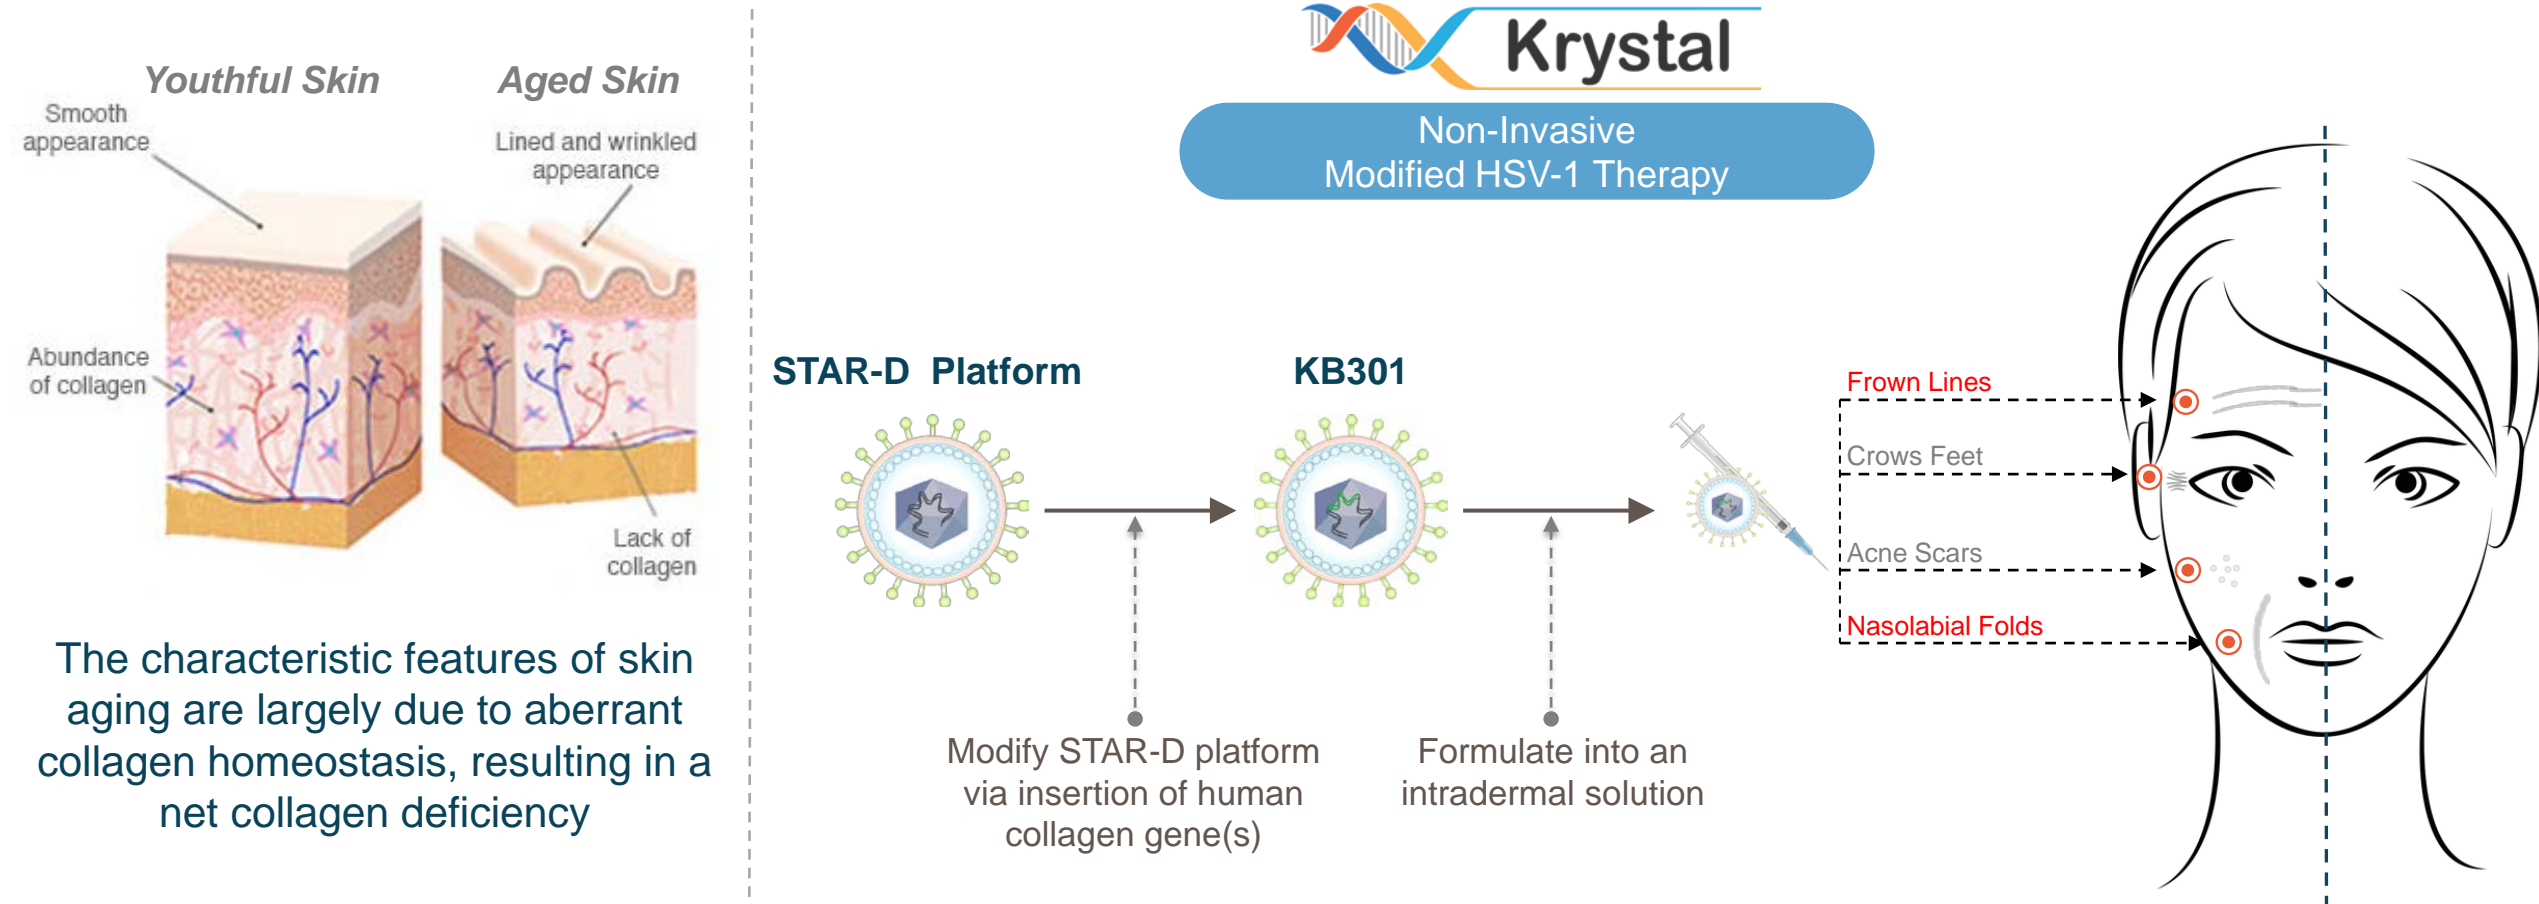 Youthful Skin
Aged Skin
Smooth
appearance
Lined and wrinkled
appearance
Abundance
of collagen
Lack of
collagen
The characteristic features of skin
aging are largely due to aberrant
collagen homeostasis, resulting in a
net collagen deficiency
Krystal
Non-Invasive
Modified HSV-1 Therapy
STAR-D Platform
KB301
Modify STAR-D platform
via insertion of human
collagen gene(s)
Formulate into an
intradermal solution
Frown Lines
Crows Feet
Acne Scars
Nasolabial Folds